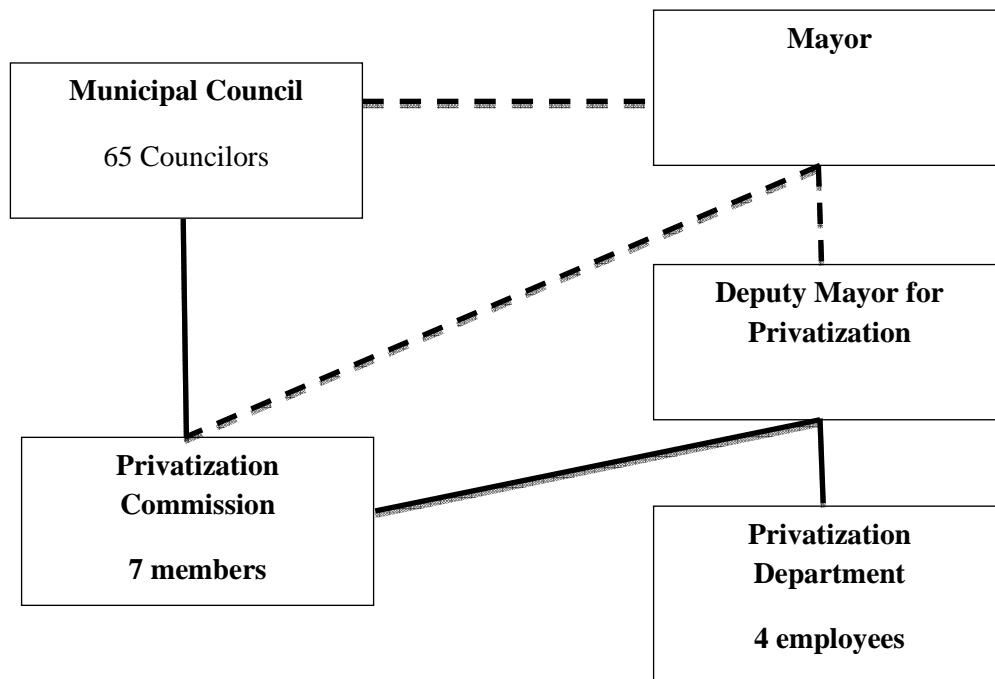 Mayor
Municipal Council
65 Councilors
Deputy Mayor for
Privatization
Privatization
Commission
7 members
Privatization
Department
4 employees